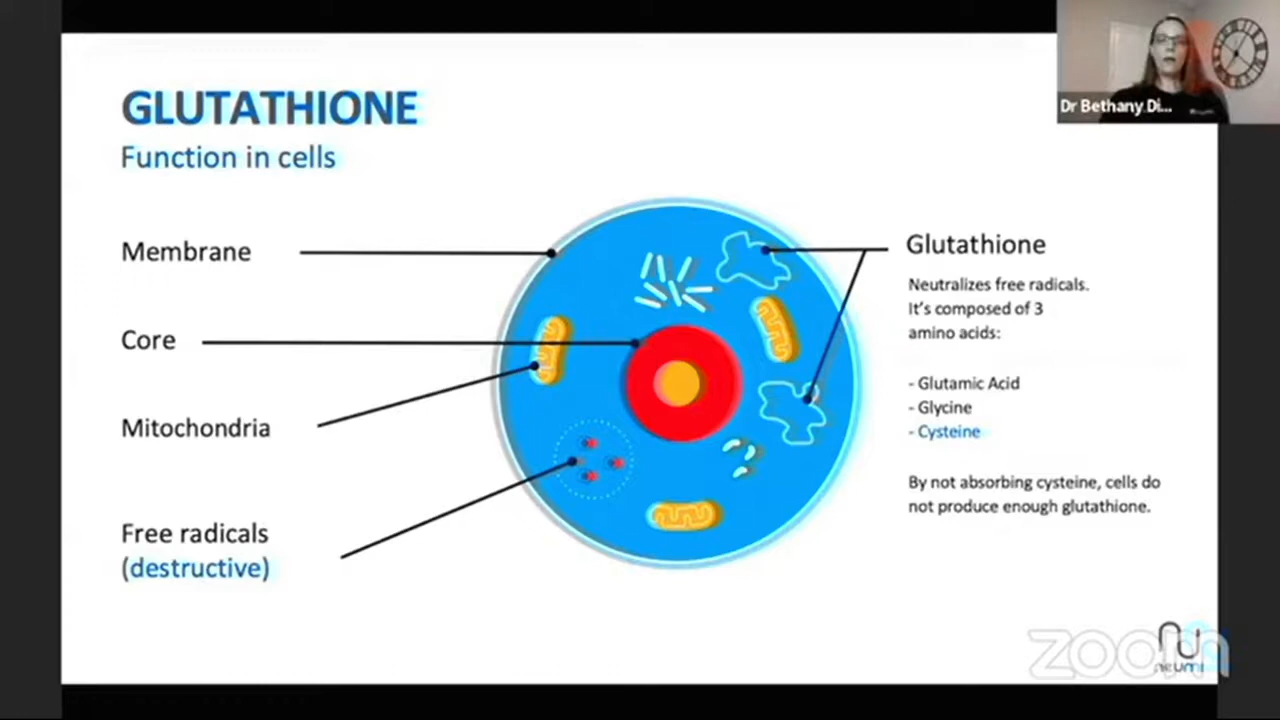 GLUTATHIONE
Function in cells
Membrane
Core
Mitochondria
Free radicals
(destructive)
Glutathione
Neutralizes free radicals.
It's composed of 3
amino acids:
- Glutamic Acid
- Glycine
- Cysteine
By not absorbing cysteine, cells do
not produce enough glutathione.
Dr Bethany Di...
zoom
neumi